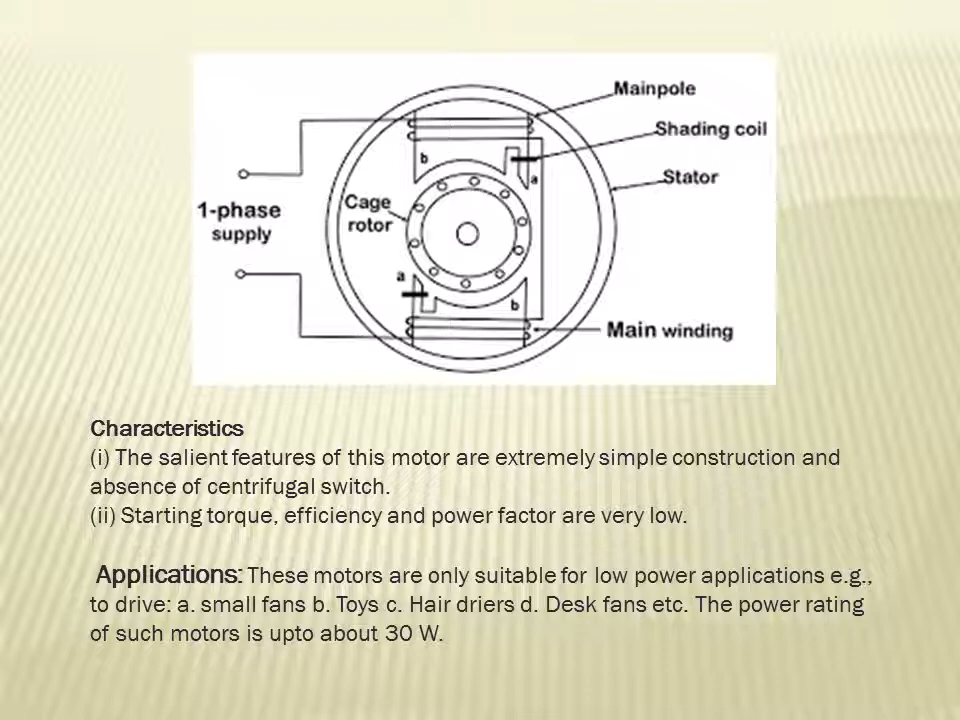 Mainpole
Shading coil
b
a
Stator
Cage
rotor
1-phase
supply
a
b
Main winding
Characteristics
(i) The salient features of this motor are extremely simple construction and
absence of centrifugal switch.
(ii) Starting torque, efficiency and power factor are very low.
Applications: These motors are only suitable for low power applications e.g.,
to drive: a. small fans b. Toys c. Hair driers d. Desk fans etc. The power rating
of such motors is upto about 30 W.